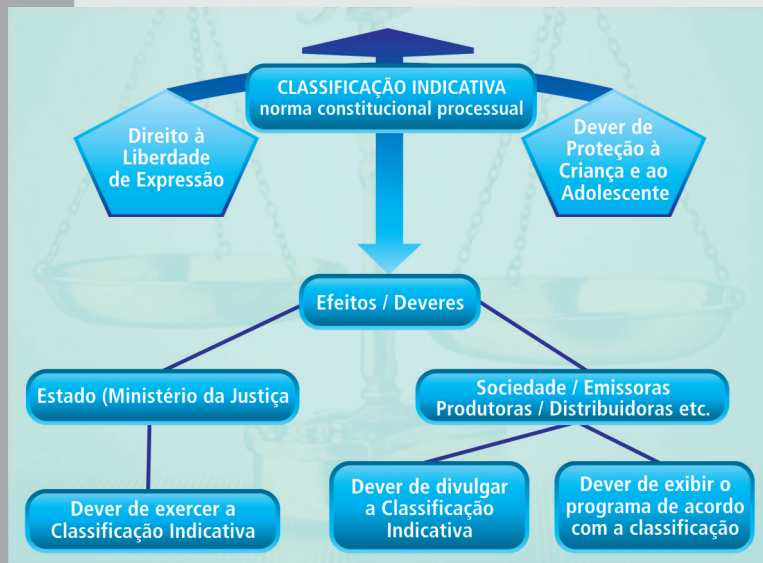 CLASSIFICAÇÃO INDICATIVA
norma constitucional processual
Direito à
Liberdade
de Expressão
Dever de
Proteção à
Criança e ao
Adolescente
Efeitos / Deveres
Estado (Ministério da Justiça
Sociedade / Emissoras
Produtoras / Distribuidoras etc.
Dever de exercer a
Classificação Indicativa
Dever de divulgar
a Classificação
Indicativa
Dever de exibir o
programa de acordo
com a classificação